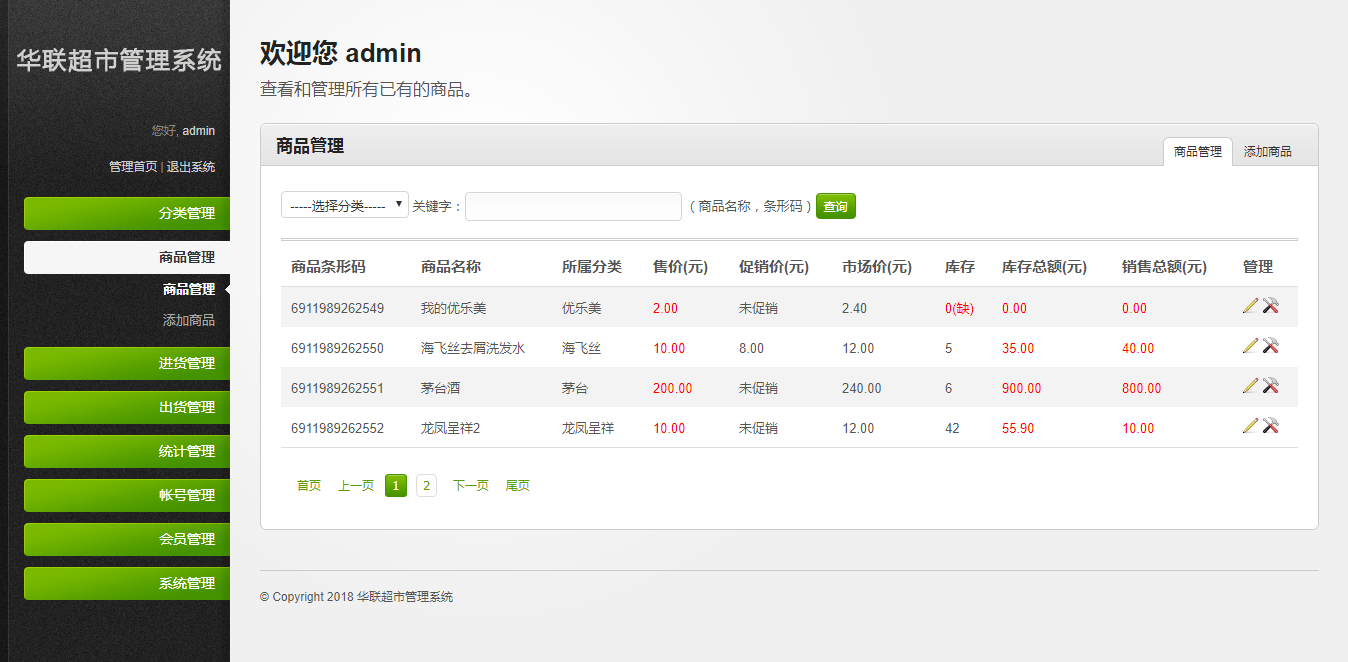 华联超市管理系统
您好, admin
管理首页 | 退出系统
分类管理
商品管理
商品管理
添加商品
进货管理
出货管理
统计管理
帐号管理
会员管理
系统管理
欢迎您 admin
查看和管理所有已有的商品。
商品管理 商品管理 添加商品
-----选择分类----- 关键字： （商品名称，条形码） 查询
商品条形码 商品名称 所属分类 售价(元) 促销价(元) 市场价(元) 库存 库存总额(元) 销售总额(元) 管理
6911989262549 我的优乐美 优乐美 2.00 未促销 2.40 0(缺) 0.00 0.00
6911989262550 海飞丝去屑洗发水 海飞丝 10.00 8.00 12.00 5 35.00 40.00
6911989262551 茅台酒 茅台 200.00 未促销 240.00 6 900.00 800.00
6911989262552 龙凤呈祥2 龙凤呈祥 10.00 未促销 12.00 42 55.90 10.00
首页 上一页 1 2 下一页 尾页
© Copyright 2018 华联超市管理系统